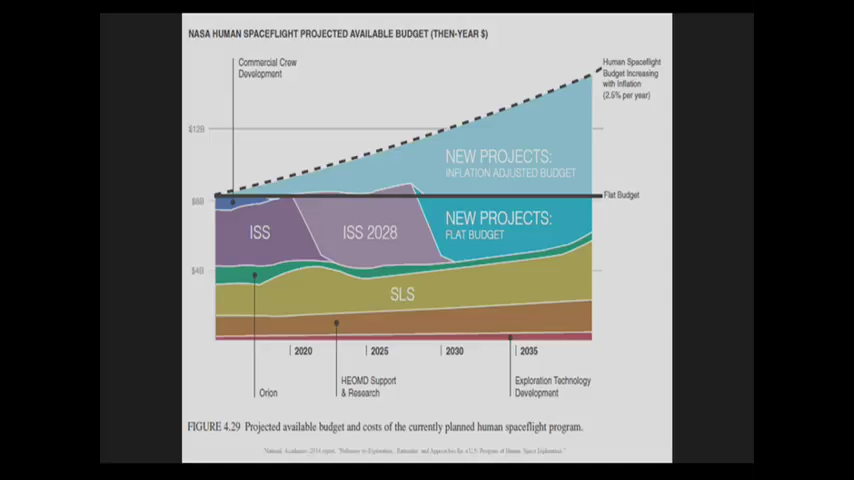 NASA HUMAN SPACEFLIGHT PROJECTED AVAILABLE BUDGET (THEN-YEAR $)
Commercial Crew
Development
Human Spaceflight
Budget Increasing
with Inflation
(2.5% per year)
$12B
NEW PROJECTS:
INFLATION ADJUSTED BUDGET
$8B
Flat Budget
NEW PROJECTS:
FLAT BUDGET
ISS
ISS 2028
$4B
SLS
2020
2025
2030
2035
Orion
HEOMD Support
& Research
Exploration Technology
Development
FIGURE 4.29 Projected available budget and costs of the currently planned human spaceflight program.